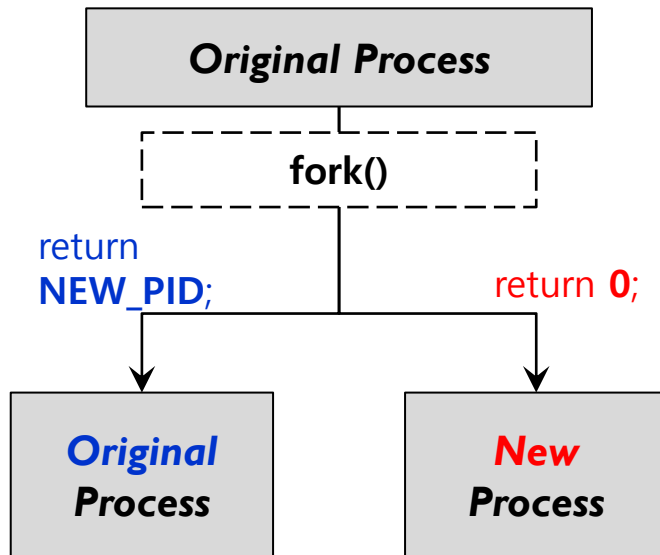 Original Process
fork()
return
NEW_PID;
return 0;
Original
Process
New
Process